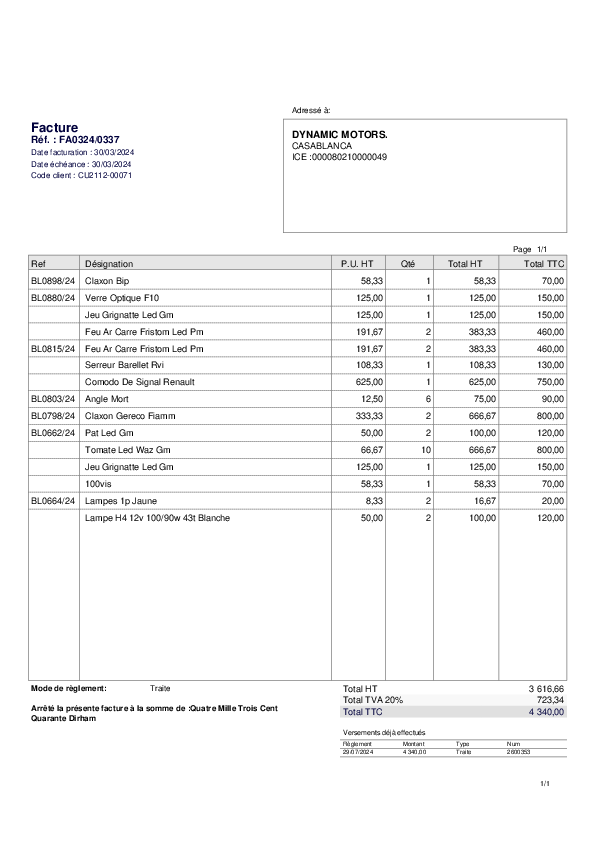 Adressé à:
Facture
Réf. : FA0324/0337
Date facturation : 30/03/2024
Date échéance : 30/03/2024
Code client : CU2112-00071
DYNAMIC MOTORS.
CASABLANCA
ICE :000080210000049
Page 1/1
Ref Désignation P.U. HT Qté Total HT Total TTC
BL0898/24 Claxon Bip 58,33 1 58,33 70,00
BL0880/24 Verre Optique F10 125,00 1 125,00 150,00
Jeu Grignatte Led Gm 125,00 1 125,00 150,00
Feu Ar Carre Fristom Led Pm 191,67 2 383,33 460,00
BL0815/24 Feu Ar Carre Fristom Led Pm 191,67 2 383,33 460,00
Serreur Barellet Rvi 108,33 1 108,33 130,00
Comodo De Signal Renault 625,00 1 625,00 750,00
BL0803/24 Angle Mort 12,50 6 75,00 90,00
BL0798/24 Claxon Gereco Fiamm 333,33 2 666,67 800,00
BL0662/24 Pat Led Gm 50,00 2 100,00 120,00
Tomate Led Waz Gm 66,67 10 666,67 800,00
Jeu Grignatte Led Gm 125,00 1 125,00 150,00
100vis 58,33 1 58,33 70,00
BL0664/24 Lampes 1p Jaune 8,33 2 16,67 20,00
Lampe H4 12v 100/90w 43t Blanche 50,00 2 100,00 120,00
Mode de règlement: Traite
Arrêté la présente facture à la somme de :Quatre Mille Trois Cent
Quarante Dirham
Total HT 3 616,66
Total TVA 20% 723,34
Total TTC 4 340,00
Versements déjà effectués
Règlement Montant Type Num
29/07/2024 4 340,00 Traite 2600353
1/1